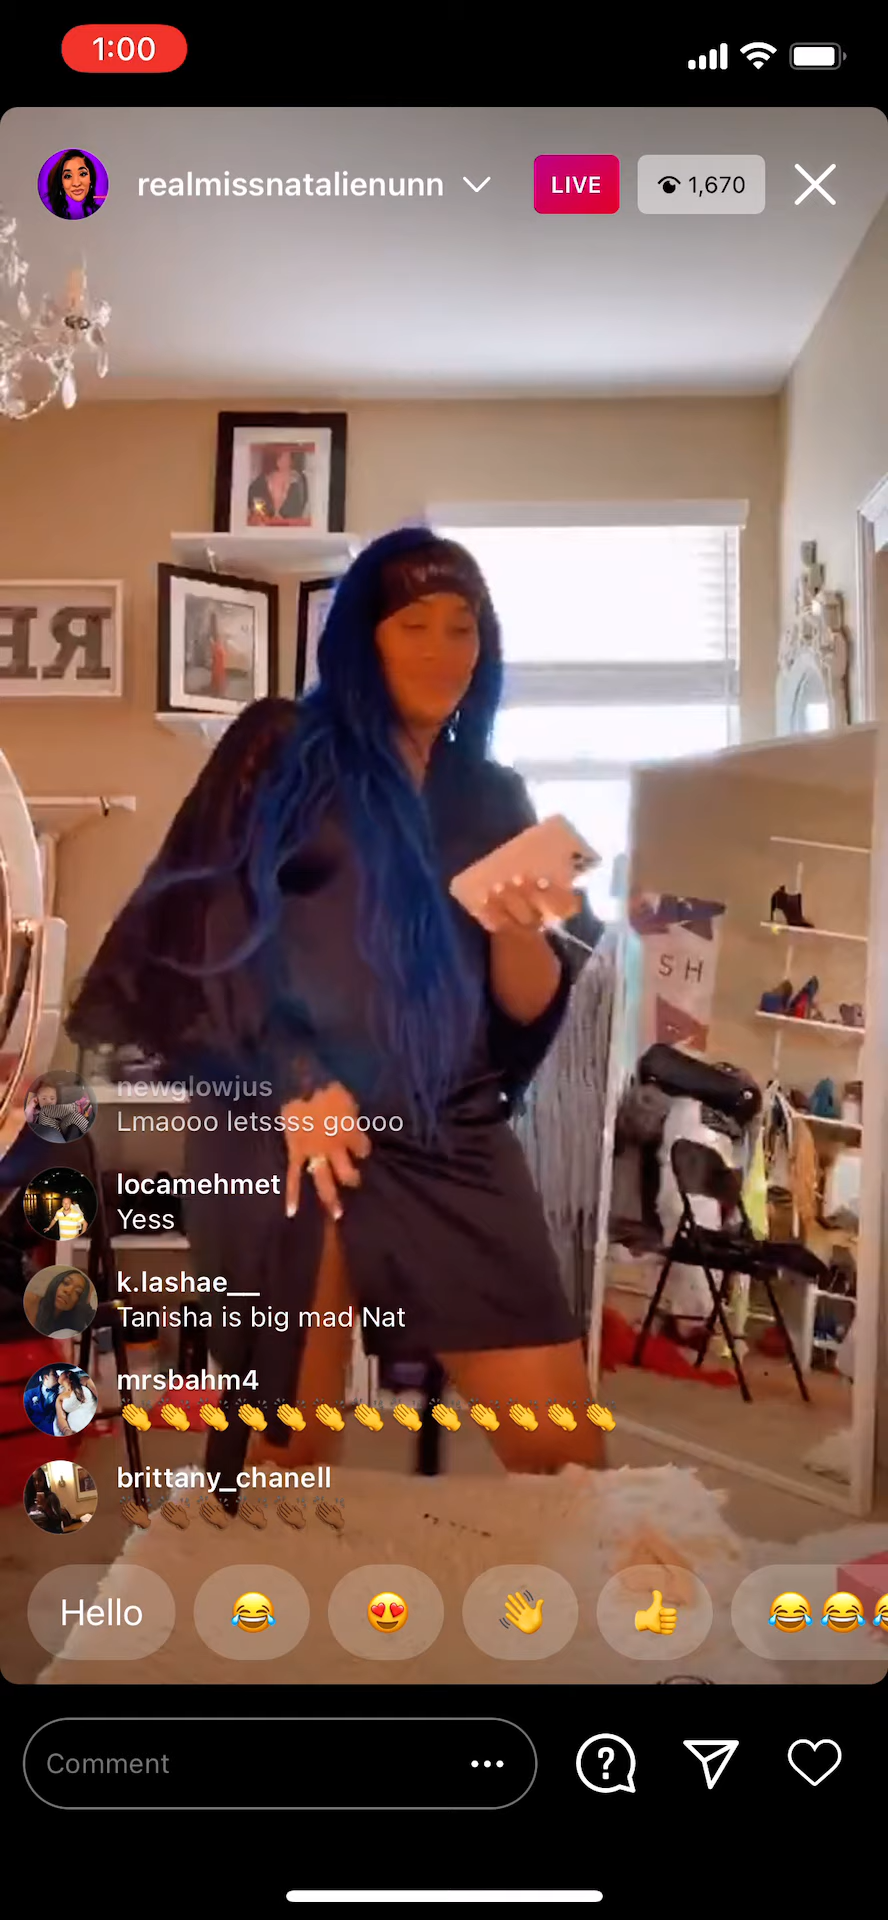 1:00
realmissnatalienunn
LIVE
1,670
RE
S H
newglowjus
Lmaooo letssss goooo
locamehmet
Yess
k.lashae__
Tanisha is big mad Nat
mrsbahm4
👏👏👏👏👏👏👏👏👏👏👏👏👏
brittany_chanell
👏🏾👏🏾👏🏾👏🏾👏🏾👏🏾
Hello 😂 😍 👋 👍 😂😂😂
Comment